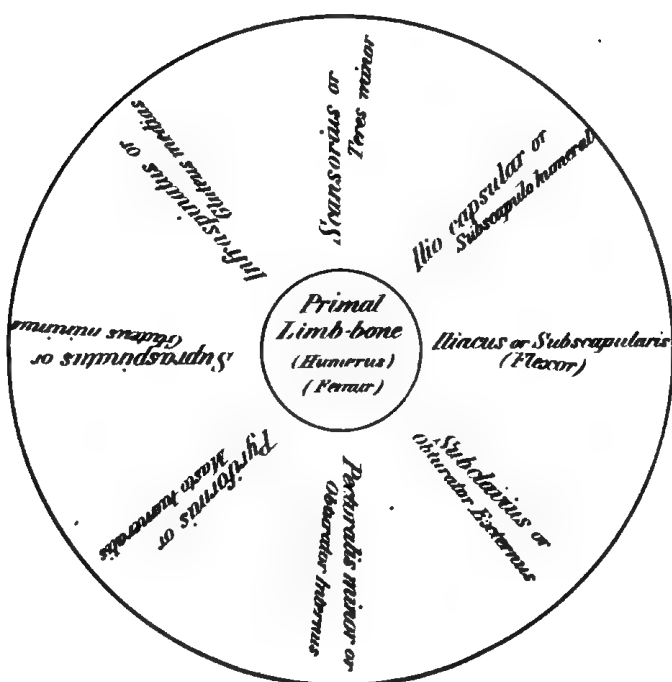 Primal
Limb-bone
(Humerus)
(Femur)
Sansorius or
Teres minor
Ilio capsular or
Subscapulo humeral
Iliacus or Subscapularis
(Flexor)
Subclavius or
Obturator Externus
Pectoralis minor or
Obturator Internus
Pyriformis or
Masto humeralis
Supraspinatus or
Gluteus minimus
Infraspinatus or
Gluteus medius